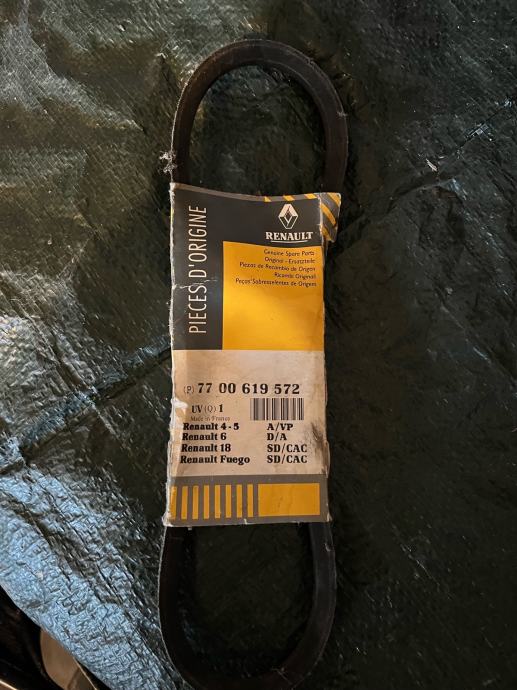 PIECES D'ORIGINE
RENAULT
Genuine Spare Parts
Original - Ersatzteile
Piezas de Recambio de Origen
Ricambi Originali
Peças Sobresselentes de Origem
(P) 77 00 619 572
UV (Q) 1
Made in France
Renault 4 - 5 A/VP
Renault 6 D/A
Renault 18 SD/CAC
Renault Fuego SD/CAC